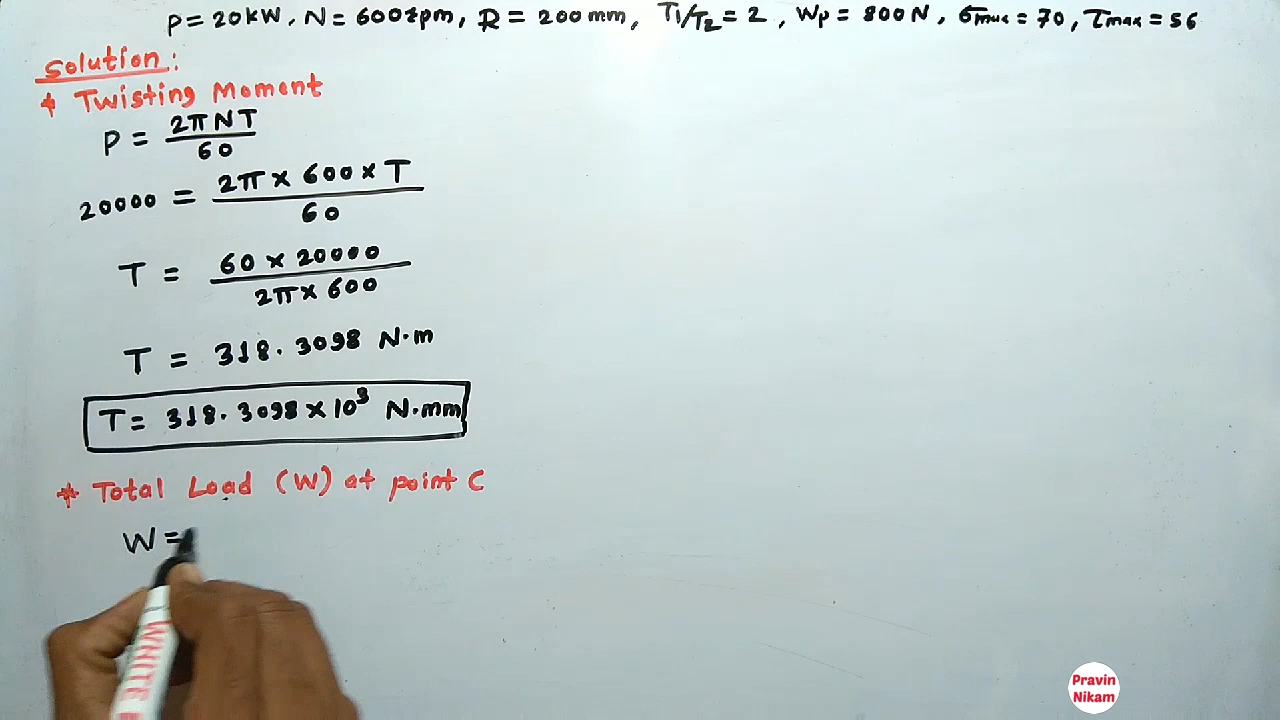 P = 20kW, N = 600rpm, R = 200mm, T1/T2 = 2, Wp = 800N, σmax = 70, τmax = 56
Solution:
* Twisting Moment
P = 2πNT / 60
20000 = 2π × 600 × T / 60
T = 60 × 20000 / 2π × 600
T = 318.3098 N·m
T = 318.3098 × 10³ N·mm
* Total Load (W) at point C
W =
WHITE
Pravin
Nikam